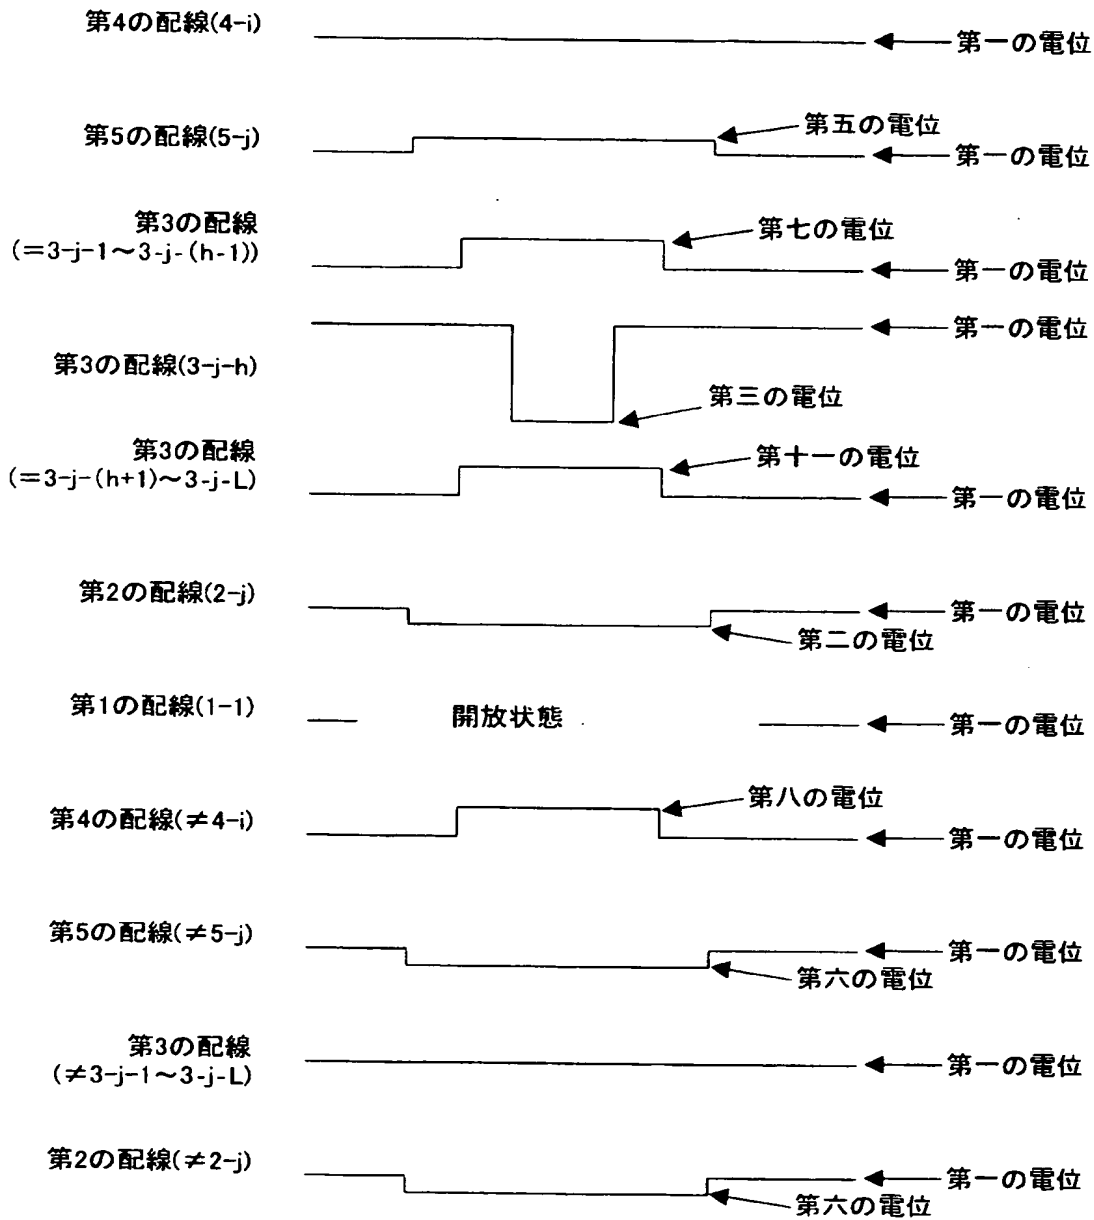 第4の配線(4-i)
第一の電位
第5の配線(5-j)
第五の電位
第一の電位
第3の配線
(=3-j-1~3-j-(h-1))
第七の電位
第一の電位
第一の電位
第3の配線(3-j-h)
第三の電位
第3の配線
(=3-j-(h+1)~3-j-L)
第十一の電位
第一の電位
第2の配線(2-j)
第一の電位
第二の電位
第1の配線(1-1)
開放状態
第一の電位
第4の配線(≠4-i)
第八の電位
第一の電位
第5の配線(≠5-j)
第一の電位
第六の電位
第3の配線
(≠3-j-1~3-j-L)
第一の電位
第2の配線(≠2-j)
第一の電位
第六の電位